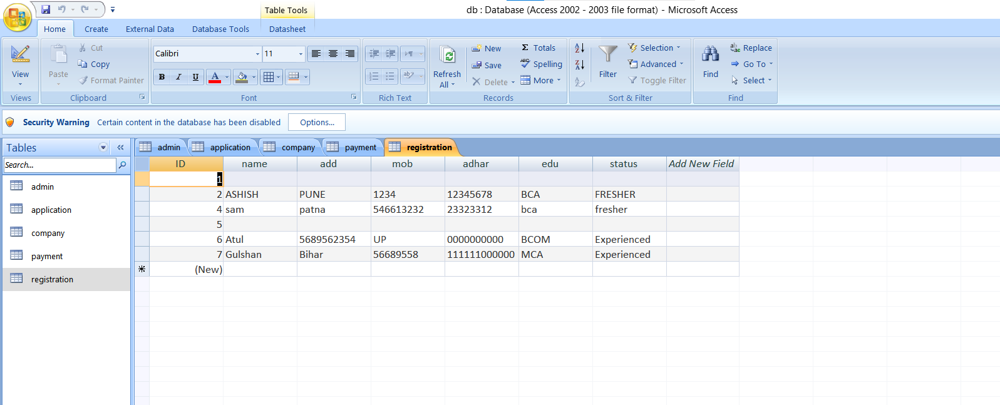 Table Tools
db : Database (Access 2002 - 2003 file format) - Microsoft Access
Home Create External Data Database Tools Datasheet
View
Views
Paste
Cut
Copy
Format Painter
Clipboard
Calibri 11
B I U A
Font
Rich Text
Refresh All
New
Save
Delete
Σ Totals
Spelling
More
Records
Filter
Selection
Advanced
Toggle Filter
Sort & Filter
Find
Replace
Go To
Select
Find
Security Warning Certain content in the database has been disabled Options...
Tables
Search...
admin
application
company
payment
registration
admin application company payment registration
ID name add mob adhar edu status Add New Field
1
2 ASHISH PUNE 1234 12345678 BCA FRESHER
4 sam patna 546613232 23323312 bca fresher
5
6 Atul 5689562354 UP 0000000000 BCOM Experienced
7 Gulshan Bihar 56689558 111111000000 MCA Experienced
(New)